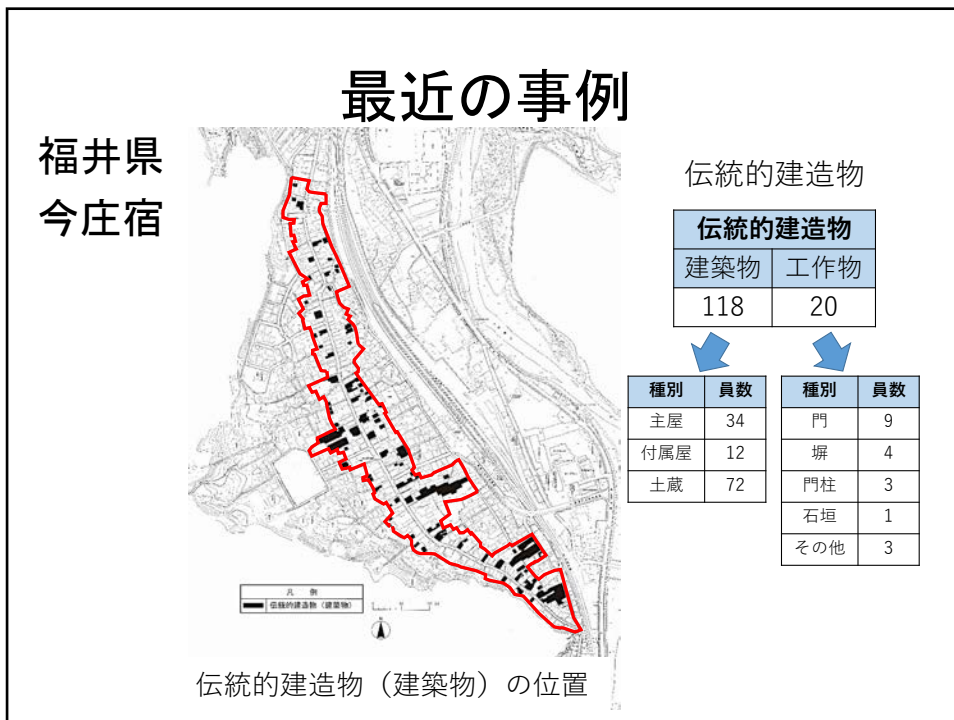 最近の事例
福井県
今庄宿
伝統的建造物
伝統的建造物
建築物 工作物
118 20
種別 員数
主屋 34
付属屋 12
土蔵 72
種別 員数
門 9
塀 4
門柱 3
石垣 1
その他 3
凡 例
伝統的建造物（建築物）
伝統的建造物（建築物）の位置